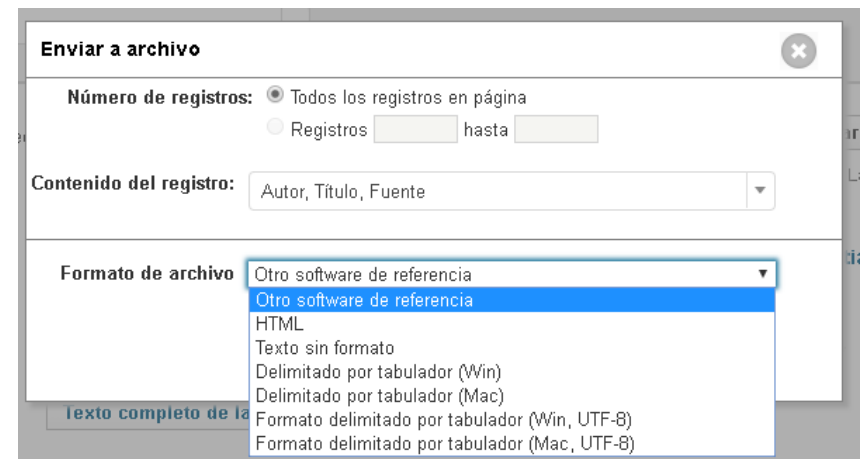 Enviar a archivo
Número de registros: Todos los registros en página
Registros hasta
Contenido del registro: Autor, Título, Fuente
Formato de archivo Otro software de referencia
Otro software de referencia
HTML
Texto sin formato
Delimitado por tabulador (Win)
Delimitado por tabulador (Mac)
Texto completo de la
Formato delimitado por tabulador (Win, UTF-8)
Formato delimitado por tabulador (Mac, UTF-8)